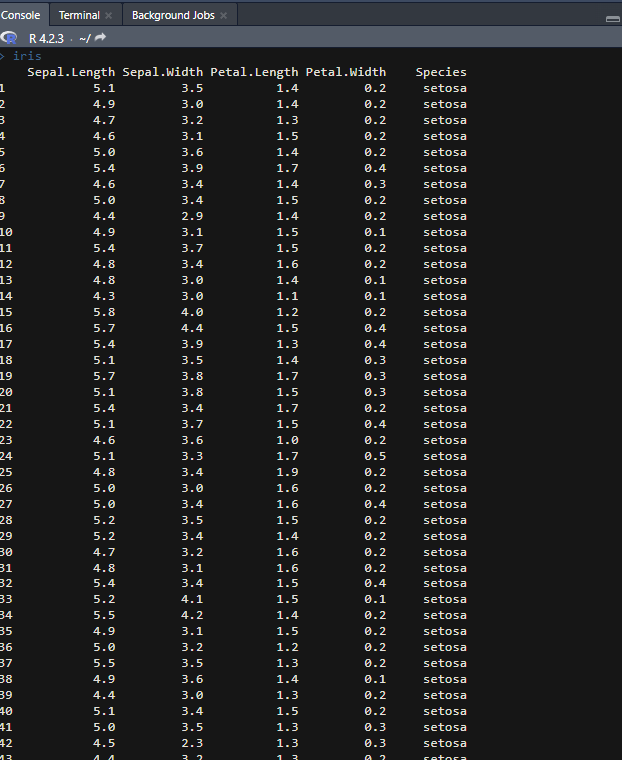 Console Terminal Background Jobs
R 4.2.3 · ~/
> iris
Sepal.Length Sepal.Width Petal.Length Petal.Width Species
1 5.1 3.5 1.4 0.2 setosa
2 4.9 3.0 1.4 0.2 setosa
3 4.7 3.2 1.3 0.2 setosa
4 4.6 3.1 1.5 0.2 setosa
5 5.0 3.6 1.4 0.2 setosa
6 5.4 3.9 1.7 0.4 setosa
7 4.6 3.4 1.4 0.3 setosa
8 5.0 3.4 1.5 0.2 setosa
9 4.4 2.9 1.4 0.2 setosa
10 4.9 3.1 1.5 0.1 setosa
11 5.4 3.7 1.5 0.2 setosa
12 4.8 3.4 1.6 0.2 setosa
13 4.8 3.0 1.4 0.1 setosa
14 4.3 3.0 1.1 0.1 setosa
15 5.8 4.0 1.2 0.2 setosa
16 5.7 4.4 1.5 0.4 setosa
17 5.4 3.9 1.3 0.4 setosa
18 5.1 3.5 1.4 0.3 setosa
19 5.7 3.8 1.7 0.3 setosa
20 5.1 3.8 1.5 0.3 setosa
21 5.4 3.4 1.7 0.2 setosa
22 5.1 3.7 1.5 0.4 setosa
23 4.6 3.6 1.0 0.2 setosa
24 5.1 3.3 1.7 0.5 setosa
25 4.8 3.4 1.9 0.2 setosa
26 5.0 3.0 1.6 0.2 setosa
27 5.0 3.4 1.6 0.4 setosa
28 5.2 3.5 1.5 0.2 setosa
29 5.2 3.4 1.4 0.2 setosa
30 4.7 3.2 1.6 0.2 setosa
31 4.8 3.1 1.6 0.2 setosa
32 5.4 3.4 1.5 0.4 setosa
33 5.2 4.1 1.5 0.1 setosa
34 5.5 4.2 1.4 0.2 setosa
35 4.9 3.1 1.5 0.2 setosa
36 5.0 3.2 1.2 0.2 setosa
37 5.5 3.5 1.3 0.2 setosa
38 4.9 3.6 1.4 0.1 setosa
39 4.4 3.0 1.3 0.2 setosa
40 5.1 3.4 1.5 0.2 setosa
41 5.0 3.5 1.3 0.3 setosa
42 4.5 2.3 1.3 0.3 setosa
43 4.4 3.2 1.3 0.2 setosa